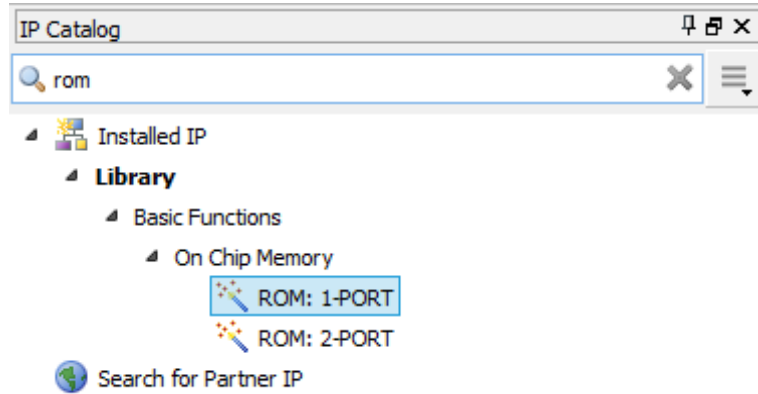 IP Catalog
rom
Installed IP
Library
Basic Functions
On Chip Memory
ROM: 1-PORT
ROM: 2-PORT
Search for Partner IP